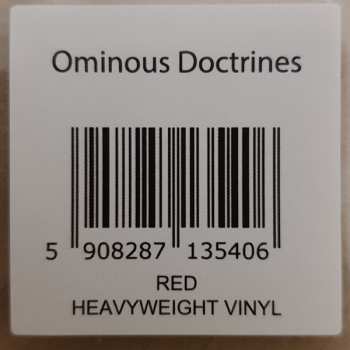 Ominous Doctrines
5 908287 135406
RED
HEAVYWEIGHT VINYL